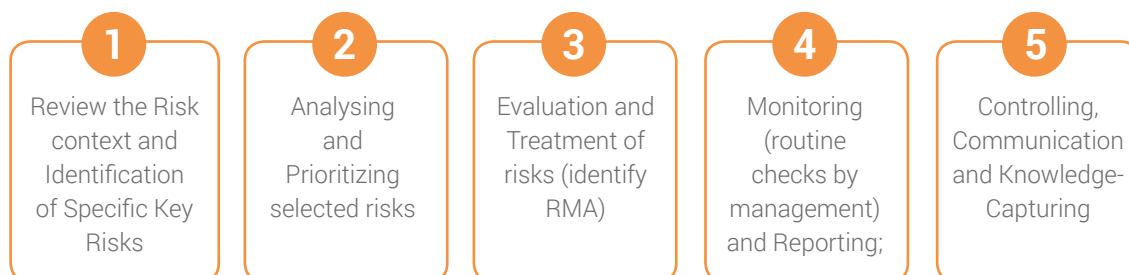 1
Review the Risk
context and
Identification
of Specific Key
Risks
2
Analysing
and
Prioritizing
selected risks
3
Evaluation and
Treatment of
risks (identify
RMA)
4
Monitoring
(routine
checks by
management)
and Reporting;
5
Controlling,
Communication
and Knowledge-
Capturing